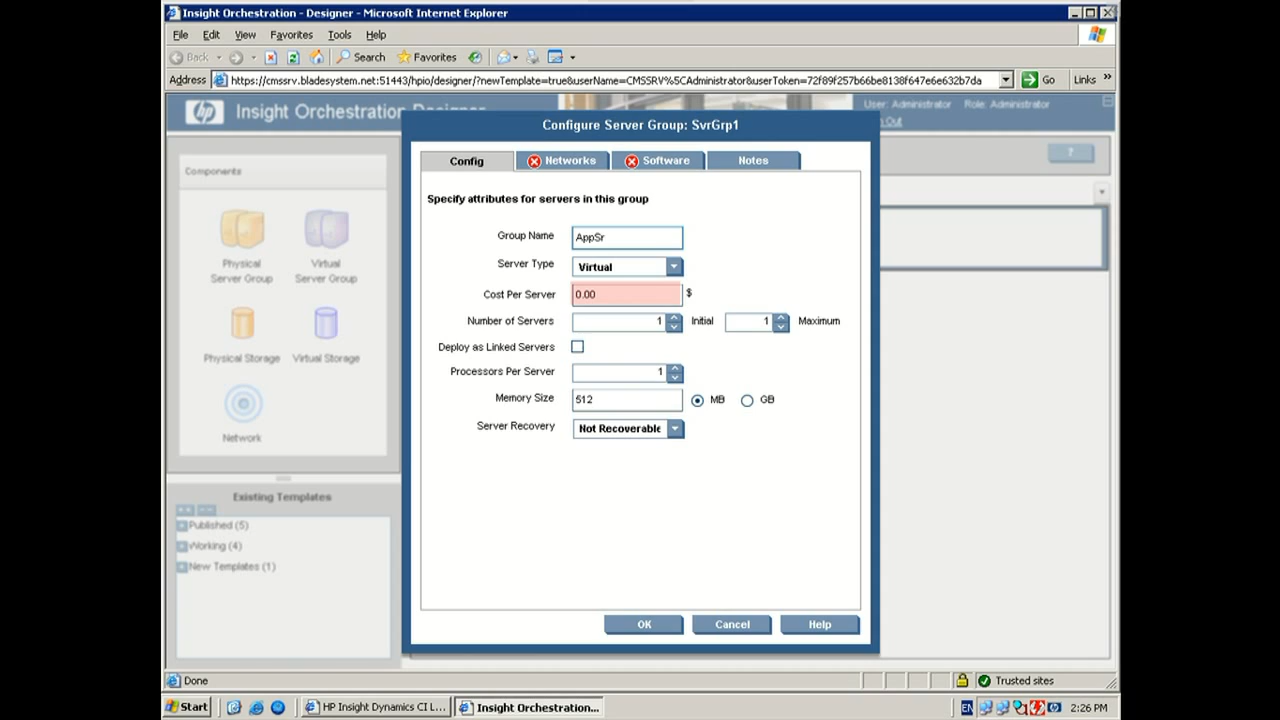 Insight Orchestration - Designer - Microsoft Internet Explorer
File Edit View Favorites Tools Help
Back Search Favorites
Address https://cmssrv.bladesystem.net:51443/hpio/designer/?newTemplate=true&userName=CMSSRV%5CAdministrator&userToken=72f89f257b66be8138f647e6e632b7da Go Links »
hp Insight Orchestration Designer User: Administrator Role: Administrator
Out
?
Configure Server Group: SvrGrp1
Config Networks Software Notes
Components
Physical Server Group
Virtual Server Group
Physical Storage
Virtual Storage
Network
Specify attributes for servers in this group
Group Name AppSr
Server Type Virtual
Cost Per Server 0.00 $
Number of Servers 1 Initial 1 Maximum
Deploy as Linked Servers
Processors Per Server 1
Memory Size 512 MB GB
Server Recovery Not Recoverable
Existing Templates
Published (5)
Working (4)
New Templates (1)
OK Cancel Help
Done Trusted sites
Start HP Insight Dynamics CI L... Insight Orchestration... EN 2:26 PM